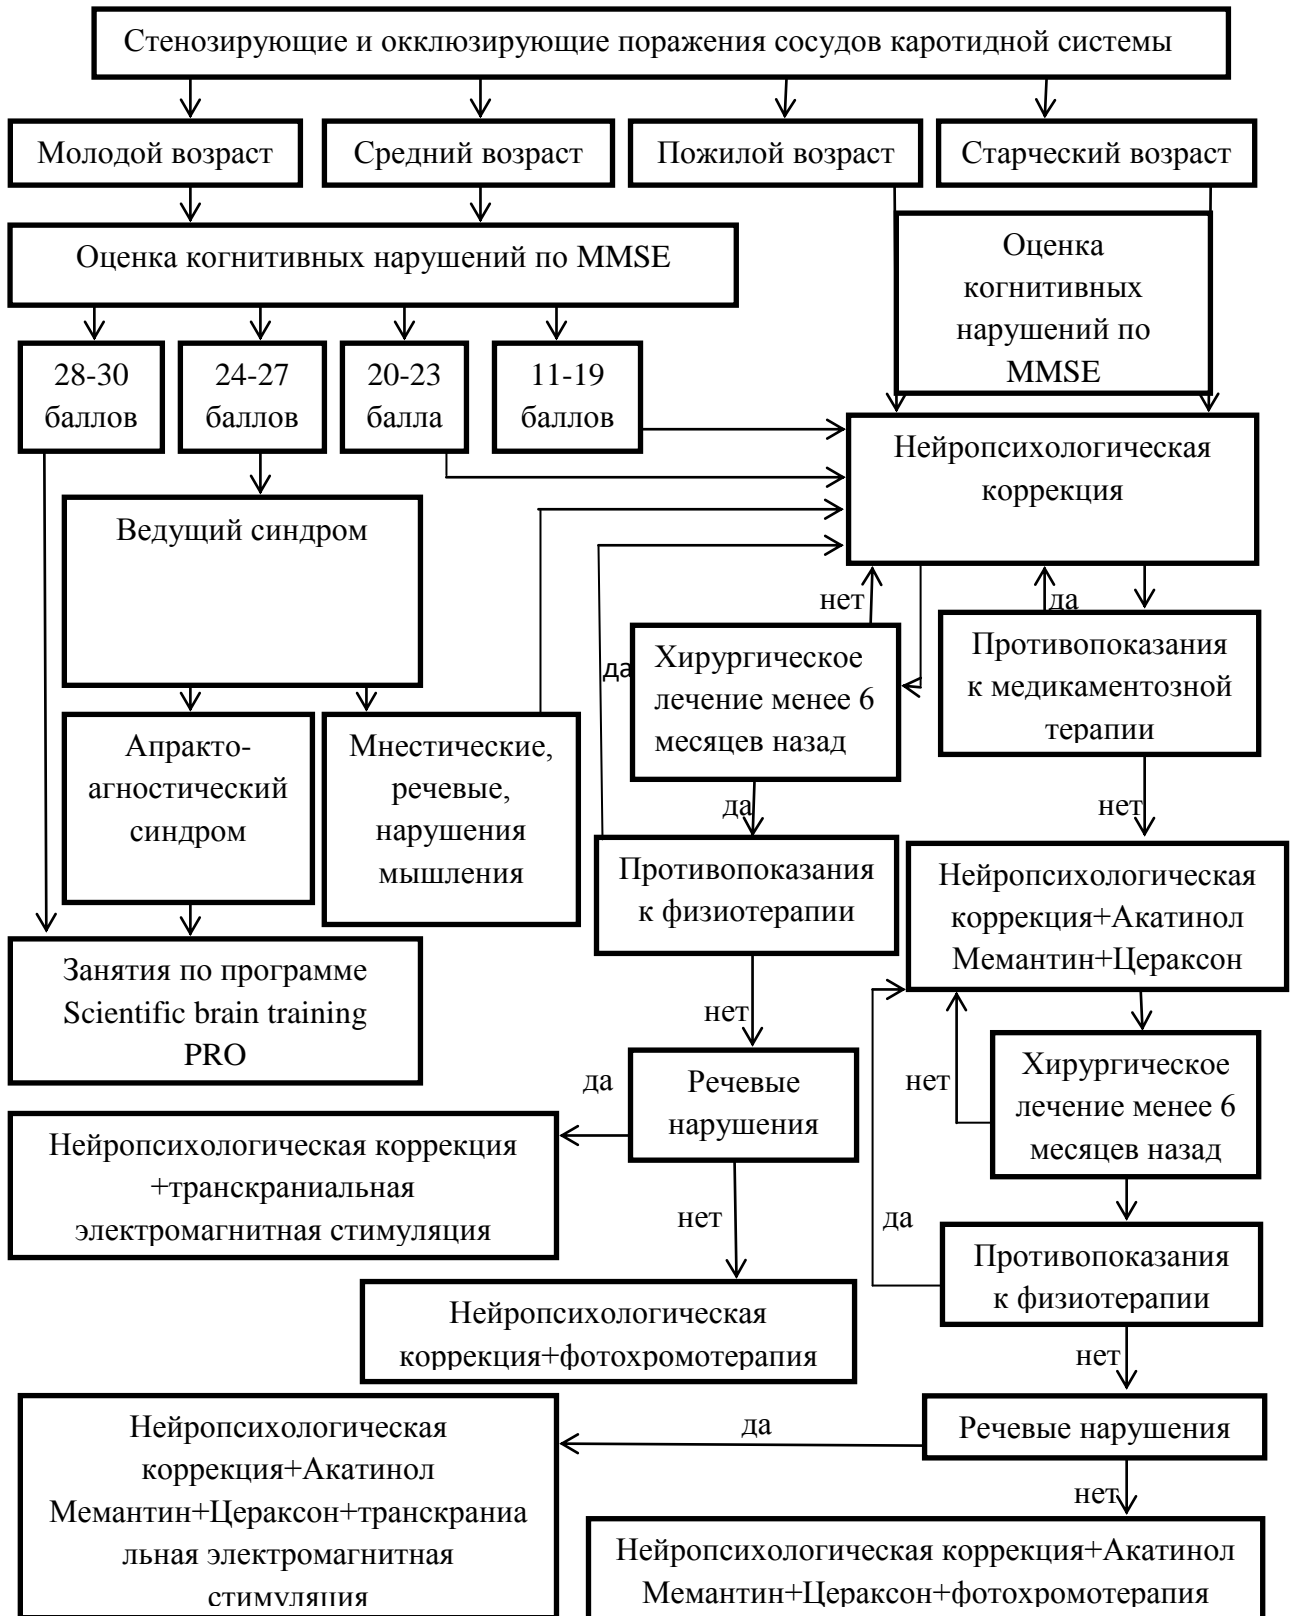 Стенозирующие и окклюзирующие поражения сосудов каротидной системы
Молодой возраст
Средний возраст
Пожилой возраст
Старческий возраст
Оценка когнитивных нарушений по MMSE
Оценка
когнитивных
нарушений по
MMSE
28-30
баллов
24-27
баллов
20-23
балла
11-19
баллов
Нейропсихологическая
коррекция
Ведущий синдром
нет
да
да
Хирургическое
лечение менее 6
месяцев назад
Противопоказания
к медикаментозной
терапии
Апракто-
агностический
синдром
Мнестические,
речевые,
нарушения
мышления
да
нет
Противопоказания
к физиотерапии
Нейропсихологическая
коррекция+Акатинол
Мемантин+Цераксон
Занятия по программе
Scientific brain training
PRO
нет
Речевые
нарушения
да
нет
Хирургическое
лечение менее 6
месяцев назад
Нейропсихологическая коррекция
+транскраниальная
электромагнитная стимуляция
нет
да
Противопоказания
к физиотерапии
Нейропсихологическая
коррекция+фотохромотерапия
нет
Речевые нарушения
да
Нейропсихологическая
коррекция+Акатинол
Мемантин+Цераксон+транскраниа
льная электромагнитная
стимуляция
нет
Нейропсихологическая коррекция+Акатинол
Мемантин+Цераксон+фотохромотерапия